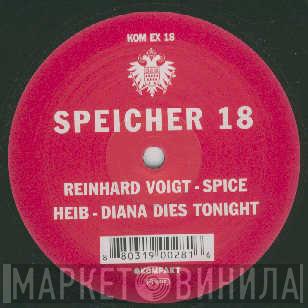 KOM EX 18
SPEICHER 18
REINHARD VOIGT - SPICE
HEIB - DIANA DIES TONIGHT
8 80319 00281 4
KOMPAKT
МАРКЕТ ВИНИЛА